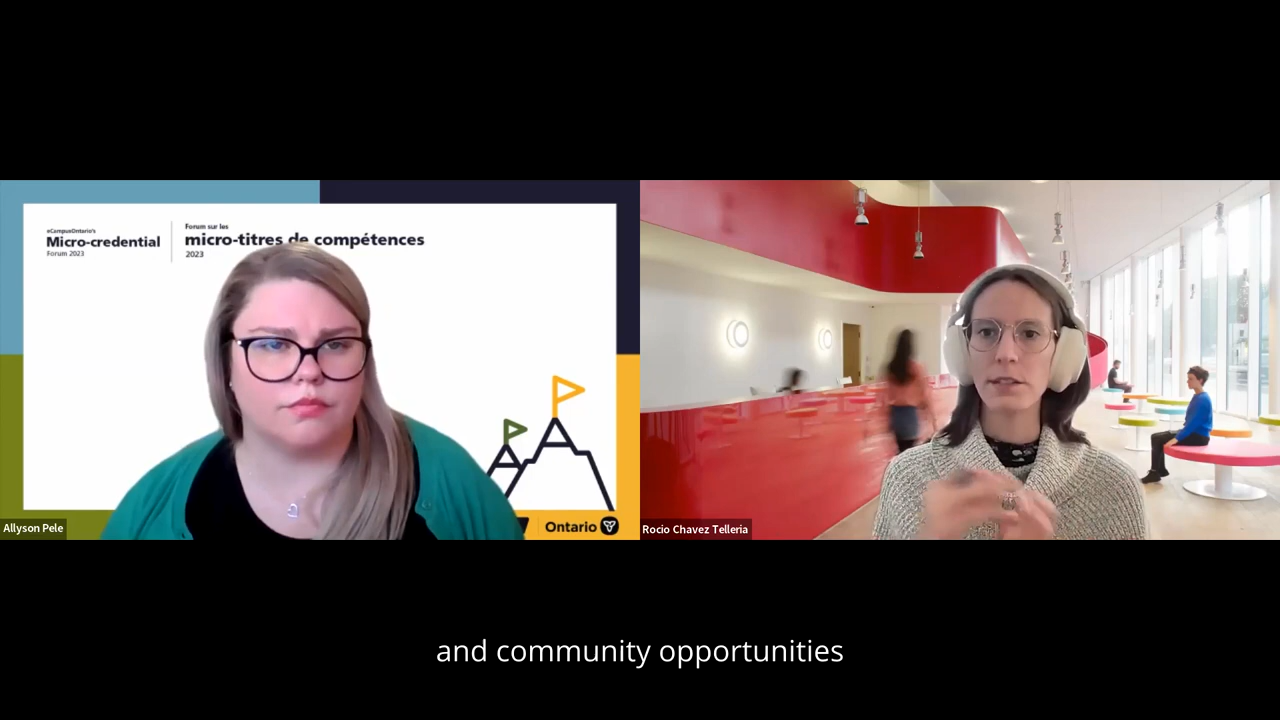 eCampusOntario's
Micro-credential
Forum 2023
Forum sur les
micro-titres de compétences
2023
Allyson Pele
Ontario
Rocio Chavez Telleria
and community opportunities